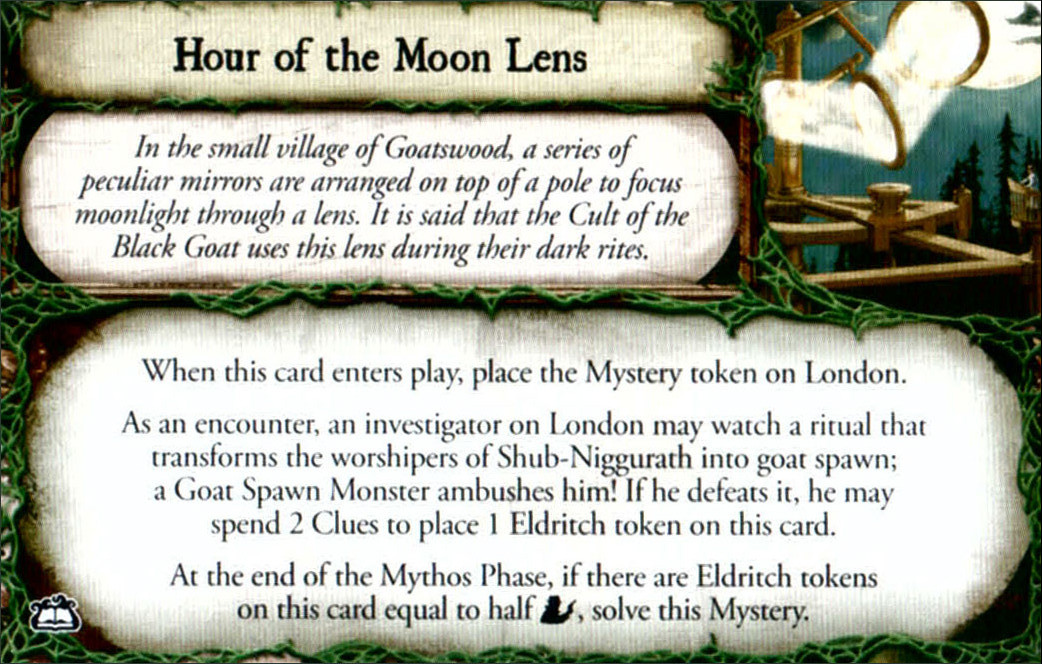 Hour of the Moon Lens
In the small village of Goatswood, a series of
peculiar mirrors are arranged on top of a pole to focus
moonlight through a lens. It is said that the Cult of the
Black Goat uses this lens during their dark rites.
When this card enters play, place the Mystery token on London.
As an encounter, an investigator on London may watch a ritual that
transforms the worshipers of Shub-Niggurath into goat spawn;
a Goat Spawn Monster ambushes him! If he defeats it, he may
spend 2 Clues to place 1 Eldritch token on this card.
At the end of the Mythos Phase, if there are Eldritch tokens
on this card equal to half , solve this Mystery.